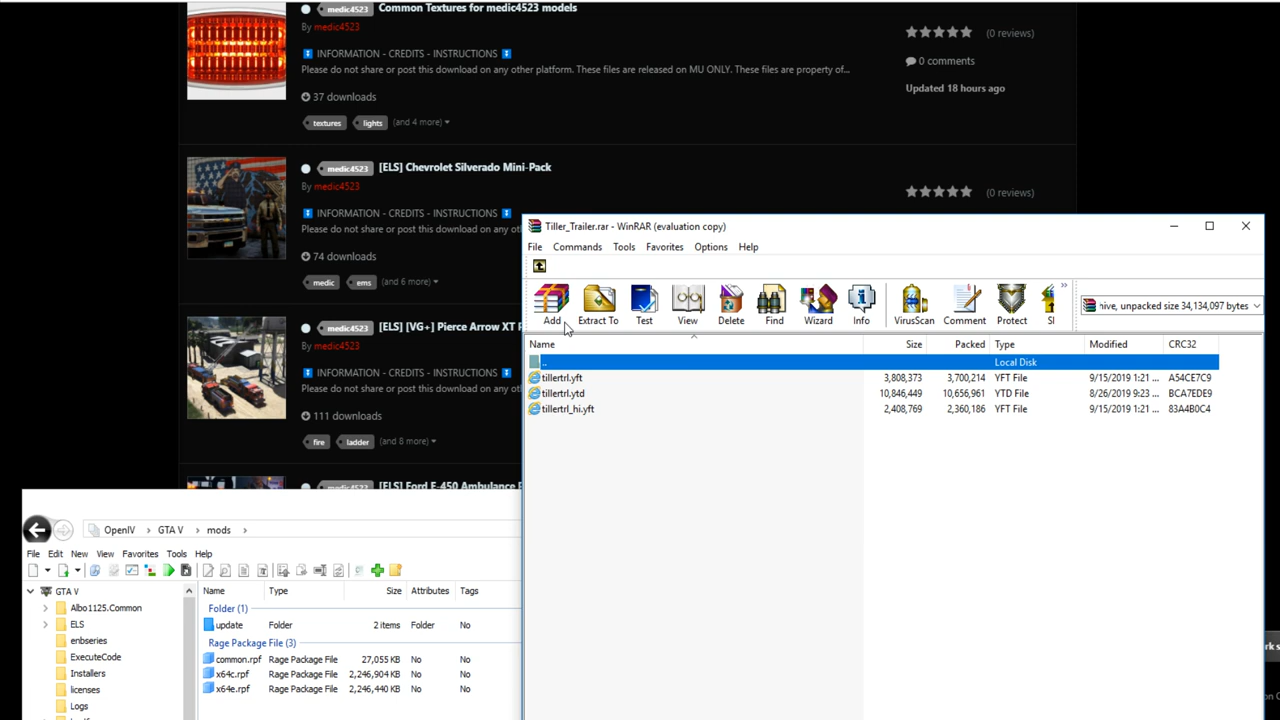 medic4523 Common Textures for medic4523 models
By medic4523
INFORMATION - CREDITS - INSTRUCTIONS
Please do not share or post this download on any other platform. These files are released on MU ONLY. These files are property of...
37 downloads
textures lights (and 4 more)
(0 reviews)
0 comments
Updated 18 hours ago
medic4523 [ELS] Chevrolet Silverado Mini-Pack
By medic4523
INFORMATION - CREDITS - INSTRUCTIONS
Please do not share or post this download
74 downloads
medic ems (and 6 more)
(0 reviews)
medic4523 [ELS] [VG+] Pierce Arrow XT
By medic4523
INFORMATION - CREDITS - INSTRUCTIONS
Please do not share or post this download
111 downloads
fire ladder (and 8 more)
medic4523 [ELS] Ford E-450 Ambulance
Tiller_Trailer.rar - WinRAR (evaluation copy)
File Commands Tools Favorites Options Help
Add Extract To Test View Delete Find Wizard Info VirusScan Comment Protect SI
hive, unpacked size 34,134,097 bytes
Name Size Packed Type Modified CRC32
.. Local Disk
tillertrl.yft 3,808,373 3,700,214 YFT File 9/15/2019 1:21 ... A54CE7C9
tillertrl.ytd 10,846,449 10,656,961 YTD File 8/26/2019 9:23 ... BCA7EDE9
tillertrl_hi.yft 2,408,769 2,360,186 YFT File 9/15/2019 1:21 ... 83A4B0C4
OpenIV GTA V mods
File Edit New View Favorites Tools Help
GTA V
Albo1125.Common
ELS
enbseries
ExecuteCode
Installers
licenses
Logs
Name Type Size Attributes Tags
Folder (1)
update Folder 2 items Folder No
Rage Package File (3)
common.rpf Rage Package File 27,055 KB No No
x64c.rpf Rage Package File 2,246,904 KB No No
x64e.rpf Rage Package File 2,246,440 KB No No